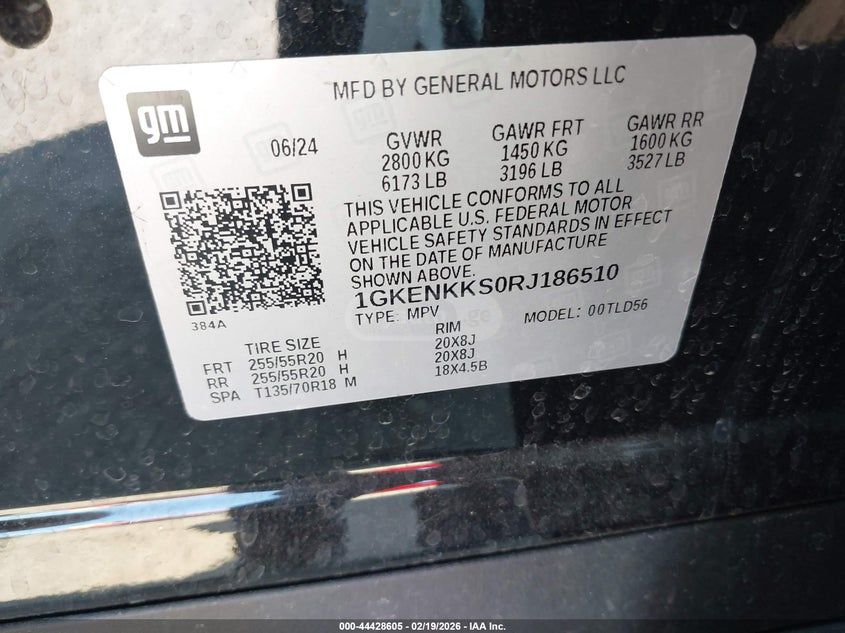 MFD BY GENERAL MOTORS LLC
gm
06/24
GVWR GAWR FRT GAWR RR
2800 KG 1450 KG 1600 KG
6173 LB 3196 LB 3527 LB
THIS VEHICLE CONFORMS TO ALL
APPLICABLE U.S. FEDERAL MOTOR
VEHICLE SAFETY STANDARDS IN EFFECT
ON THE DATE OF MANUFACTURE
SHOWN ABOVE.
1GKENKKS0RJ186510
384A
TYPE: MPV MODEL: 00TLD56
TIRE SIZE RIM
FRT 255/55R20 H 20X8J
RR 255/55R20 H 20X8J
SPA T135/70R18 M 18X4.5B
000-44428605 — 02/19/2026 — IAA Inc.